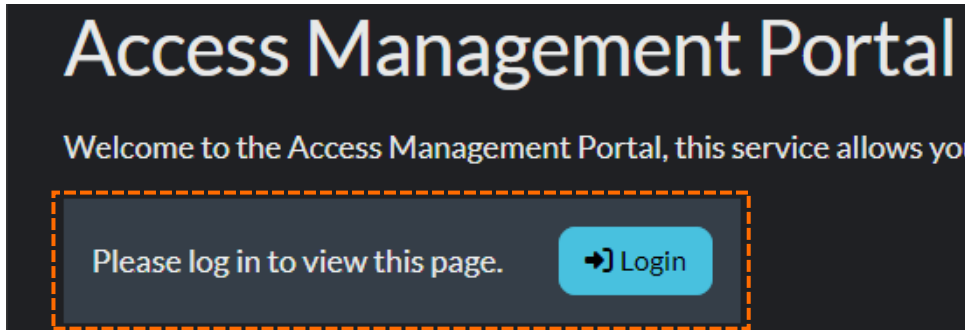 Access Management Portal
Welcome to the Access Management Portal, this service allows
Please log in to view this page.
Login